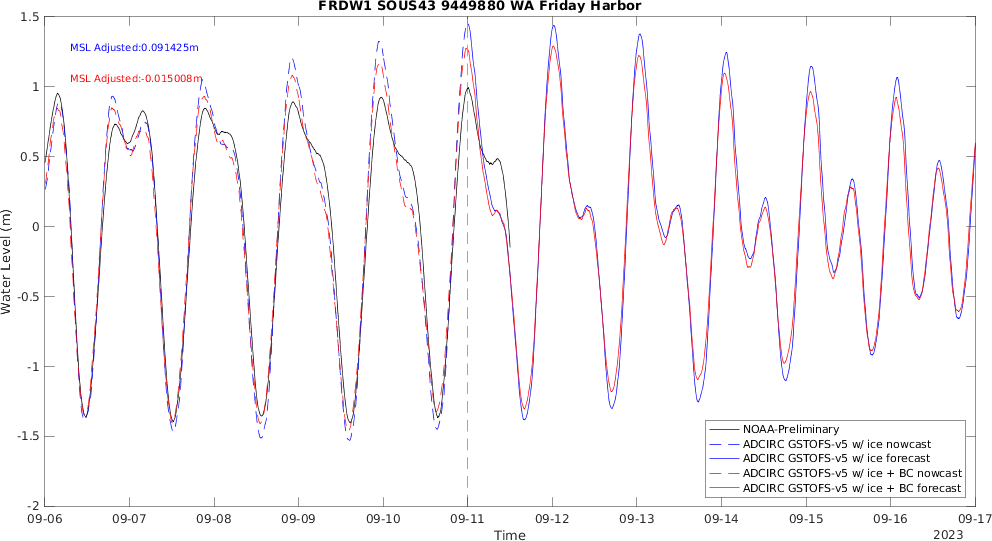 FRDW1 SOUS43 9449880 WA Friday Harbor
MSL Adjusted:0.091425m
MSL Adjusted:-0.015008m
Water Level (m)
1.5
1
0.5
0
-0.5
-1
-1.5
-2
NOAA-Preliminary
ADCIRC GSTOFS-v5 w/ ice nowcast
ADCIRC GSTOFS-v5 w/ ice forecast
ADCIRC GSTOFS-v5 w/ ice + BC nowcast
ADCIRC GSTOFS-v5 w/ ice + BC forecast
09-06 09-07 09-08 09-09 09-10 09-11 09-12 09-13 09-14 09-15 09-16 09-17
Time
2023